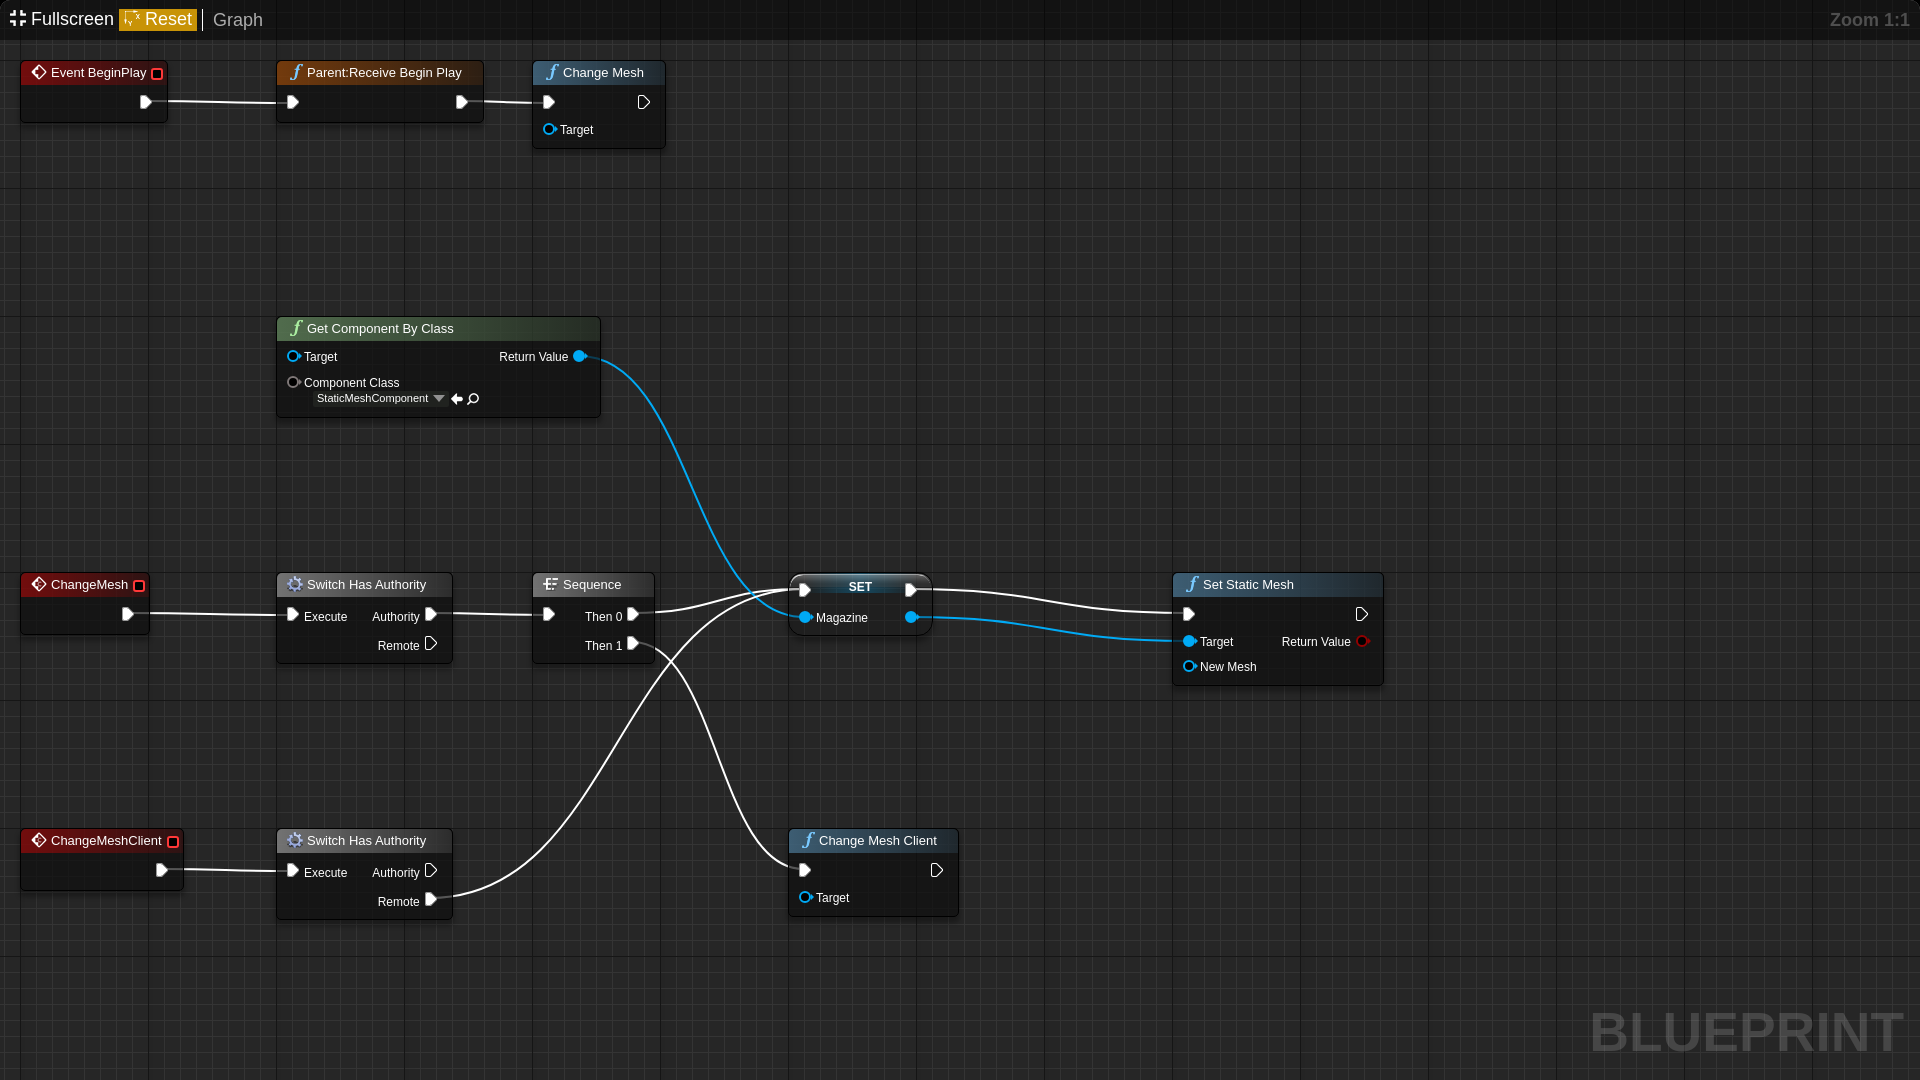 Fullscreen Reset Graph Zoom 1:1
Event BeginPlay
Parent:Receive Begin Play
Change Mesh
Target
Get Component By Class
Target Return Value
Component Class
StaticMeshComponent
ChangeMesh
Switch Has Authority
Execute Authority
Remote
Sequence
Then 0
Then 1
SET
Magazine
Set Static Mesh
Target Return Value
New Mesh
ChangeMeshClient
Switch Has Authority
Execute Authority
Remote
Change Mesh Client
Target
BLUEPRINT